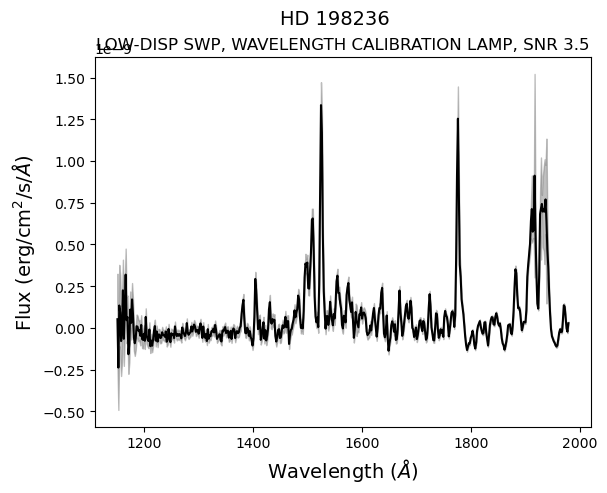 HD 198236
LOW-DISP SWP, WAVELENGTH CALIBRATION LAMP, SNR 3.5
1e−9
1.50
1.25
1.00
0.75
0.50
0.25
0.00
−0.25
−0.50
Flux (erg/cm²/s/Å)
1200 1400 1600 1800 2000
Wavelength (Å)